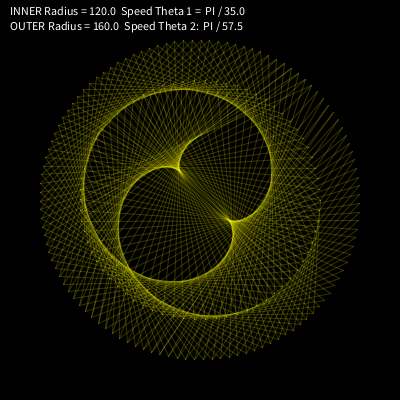 INNER Radius = 120.0  Speed Theta 1 = PI / 35.0
OUTER Radius = 160.0  Speed Theta 2: PI / 57.5